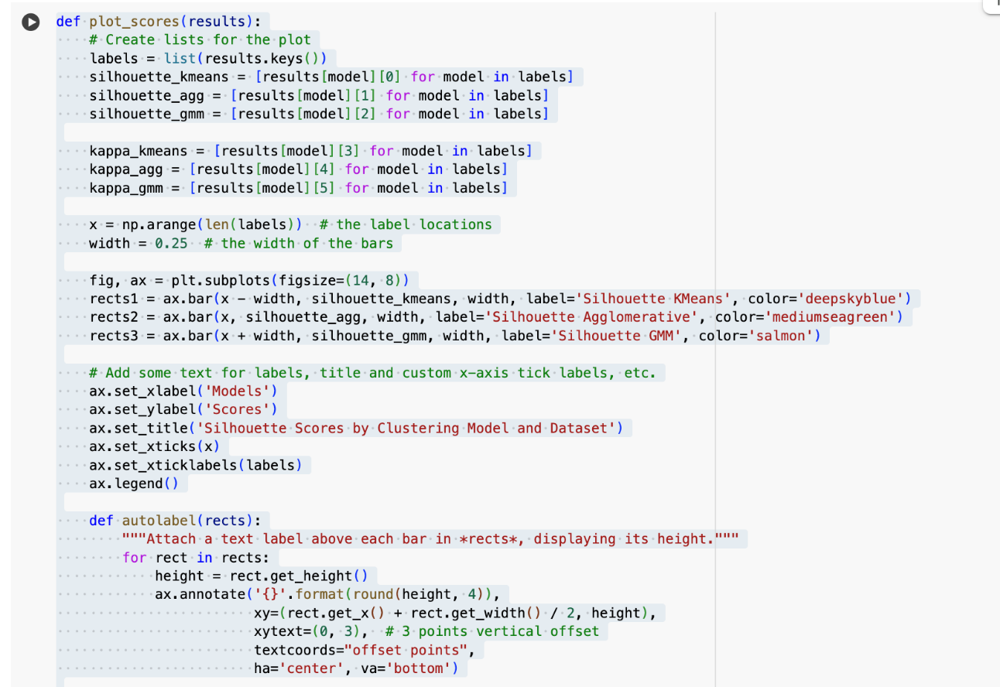 def plot_scores(results):
    # Create lists for the plot
    labels = list(results.keys())
    silhouette_kmeans = [results[model][0] for model in labels]
    silhouette_agg = [results[model][1] for model in labels]
    silhouette_gmm = [results[model][2] for model in labels]

    kappa_kmeans = [results[model][3] for model in labels]
    kappa_agg = [results[model][4] for model in labels]
    kappa_gmm = [results[model][5] for model in labels]

    x = np.arange(len(labels))  # the label locations
    width = 0.25  # the width of the bars

    fig, ax = plt.subplots(figsize=(14, 8))
    rects1 = ax.bar(x - width, silhouette_kmeans, width, label='Silhouette KMeans', color='deepskyblue')
    rects2 = ax.bar(x, silhouette_agg, width, label='Silhouette Agglomerative', color='mediumseagreen')
    rects3 = ax.bar(x + width, silhouette_gmm, width, label='Silhouette GMM', color='salmon')

    # Add some text for labels, title and custom x-axis tick labels, etc.
    ax.set_xlabel('Models')
    ax.set_ylabel('Scores')
    ax.set_title('Silhouette Scores by Clustering Model and Dataset')
    ax.set_xticks(x)
    ax.set_xticklabels(labels)
    ax.legend()

    def autolabel(rects):
        """Attach a text label above each bar in *rects*, displaying its height."""
        for rect in rects:
            height = rect.get_height()
            ax.annotate('{}'.format(round(height, 4)),
                        xy=(rect.get_x() + rect.get_width() / 2, height),
                        xytext=(0, 3),  # 3 points vertical offset
                        textcoords="offset points",
                        ha='center', va='bottom')